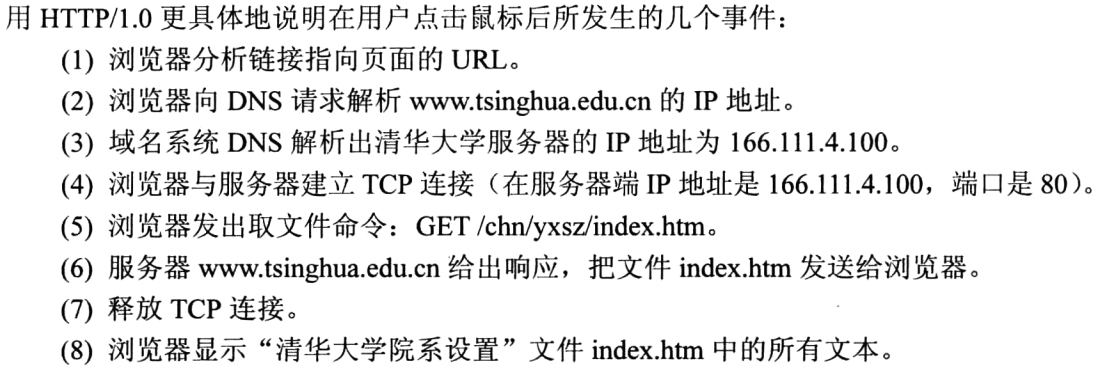 用 HTTP/1.0 更具体地说明在用户点击鼠标后所发生的几个事件：
(1) 浏览器分析链接指向页面的 URL。
(2) 浏览器向 DNS 请求解析 www.tsinghua.edu.cn 的 IP 地址。
(3) 域名系统 DNS 解析出清华大学服务器的 IP 地址为 166.111.4.100。
(4) 浏览器与服务器建立 TCP 连接（在服务器端 IP 地址是 166.111.4.100，端口是 80）。
(5) 浏览器发出取文件命令：GET /chn/yxsz/index.htm。
(6) 服务器 www.tsinghua.edu.cn 给出响应，把文件 index.htm 发送给浏览器。
(7) 释放 TCP 连接。
(8) 浏览器显示“清华大学院系设置”文件 index.htm 中的所有文本。